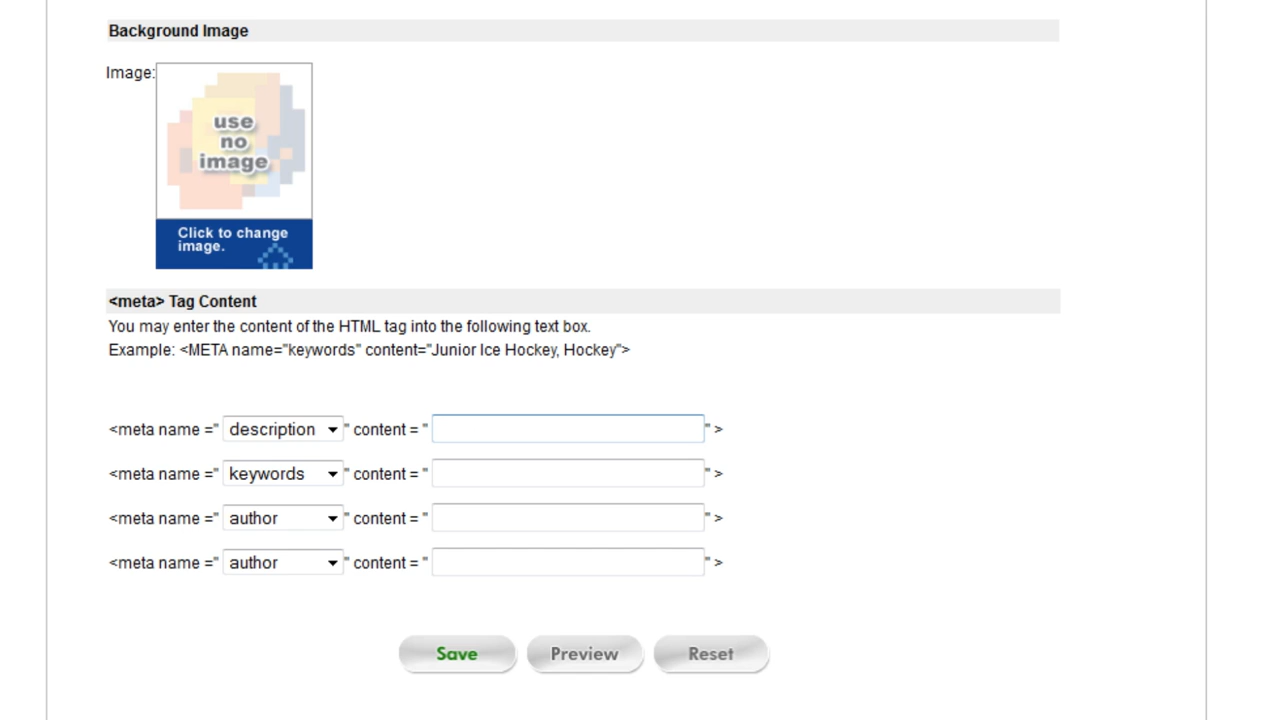 Background Image
Image:
use
no
image
Click to change
image.
<meta> Tag Content
You may enter the content of the HTML tag into the following text box.
Example: <META name="keywords" content="Junior Ice Hockey, Hockey">
<meta name =" description " content = " " >
<meta name =" keywords " content = " " >
<meta name =" author " content = " " >
<meta name =" author " content = " " >
Save Preview Reset